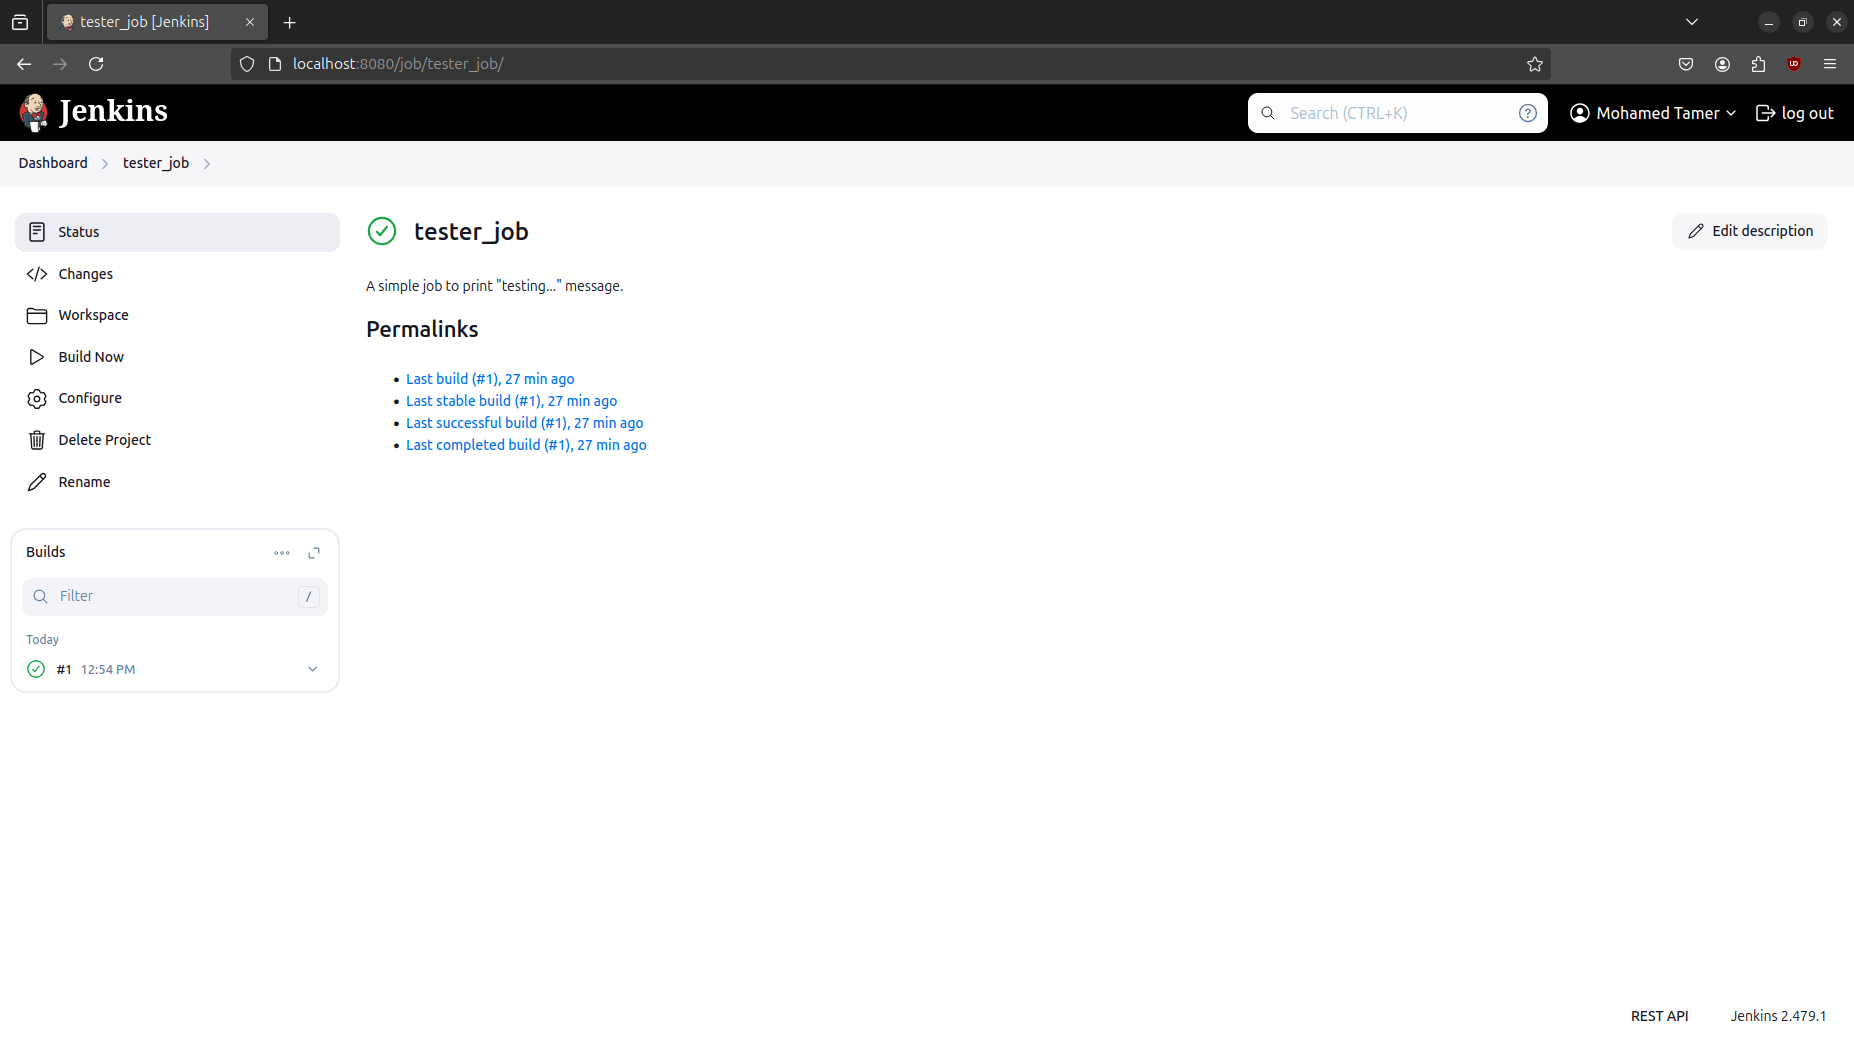 tester_job [Jenkins]
localhost:8080/job/tester_job/
Jenkins
Search (CTRL+K)
?
Mohamed Tamer
log out
Dashboard
tester_job
Status
Changes
Workspace
Build Now
Configure
Delete Project
Rename
Builds
Filter
/
Today
#1 12:54 PM
tester_job
Edit description
A simple job to print "testing..." message.
Permalinks
Last build (#1), 27 min ago
Last stable build (#1), 27 min ago
Last successful build (#1), 27 min ago
Last completed build (#1), 27 min ago
REST API
Jenkins 2.479.1